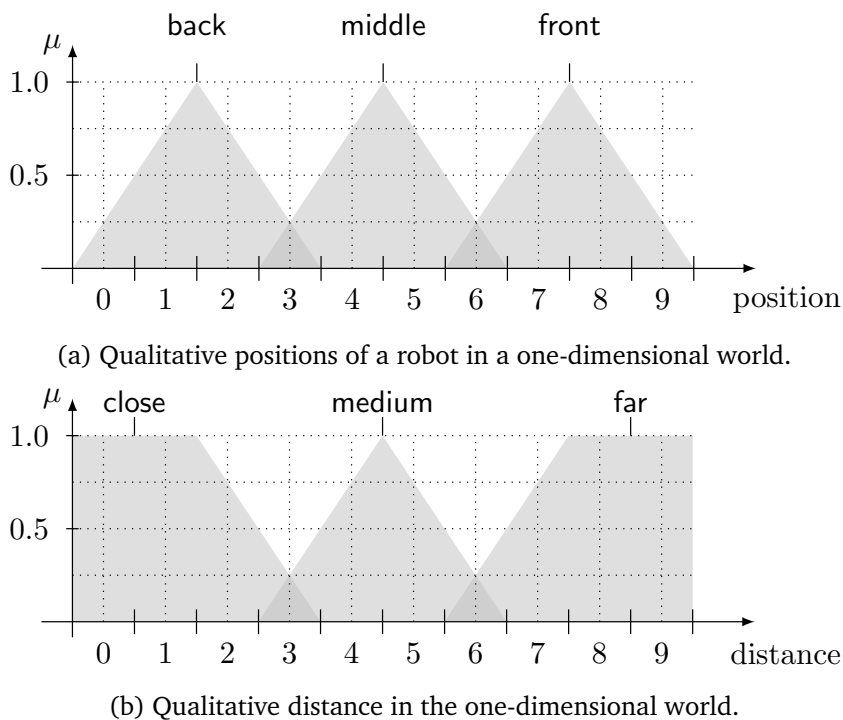 back middle front
μ
1.0
0.5
0 1 2 3 4 5 6 7 8 9 position
(a) Qualitative positions of a robot in a one-dimensional world.
μ close medium far
1.0
0.5
0 1 2 3 4 5 6 7 8 9 distance
(b) Qualitative distance in the one-dimensional world.